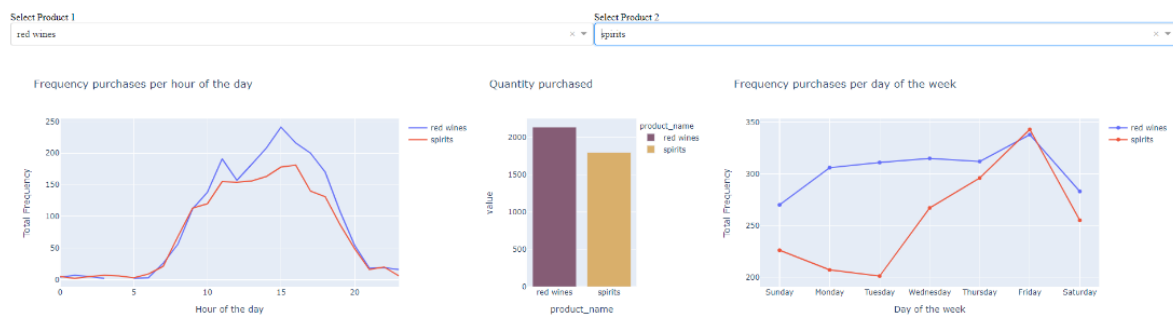 Select Product 1
red wines
Select Product 2
spirits
Frequency purchases per hour of the day
250
200
150
100
50
0
Total Frequency
0 5 10 15 20
Hour of the day
red wines
spirits
Quantity purchased
2000
1500
1000
500
0
value
red wines spirits
product_name
product_name
red wines
spirits
Frequency purchases per day of the week
350
300
250
200
Total Frequency
Sunday Monday Tuesday Wednesday Thursday Friday Saturday
Day of the week
red wines
spirits